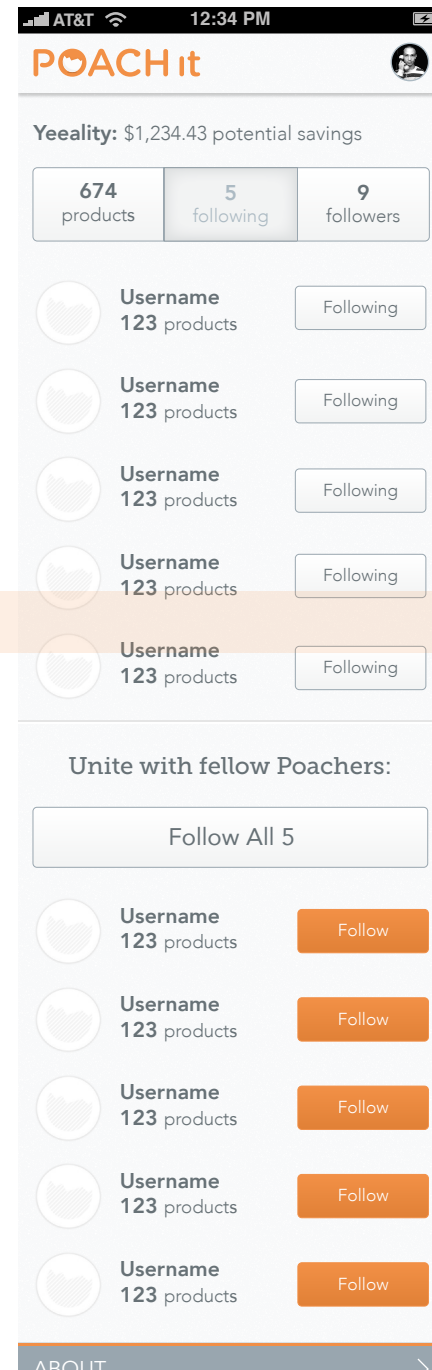 AT&T 12:34 PM
POACH it
Yeeality: $1,234.43 potential savings
674 5 9
products following followers
Username
123 products Following
Username
123 products Following
Username
123 products Following
Username
123 products Following
Username
123 products Following
Unite with fellow Poachers:
Follow All 5
Username
123 products Follow
Username
123 products Follow
Username
123 products Follow
Username
123 products Follow
Username
123 products Follow
ABOUT